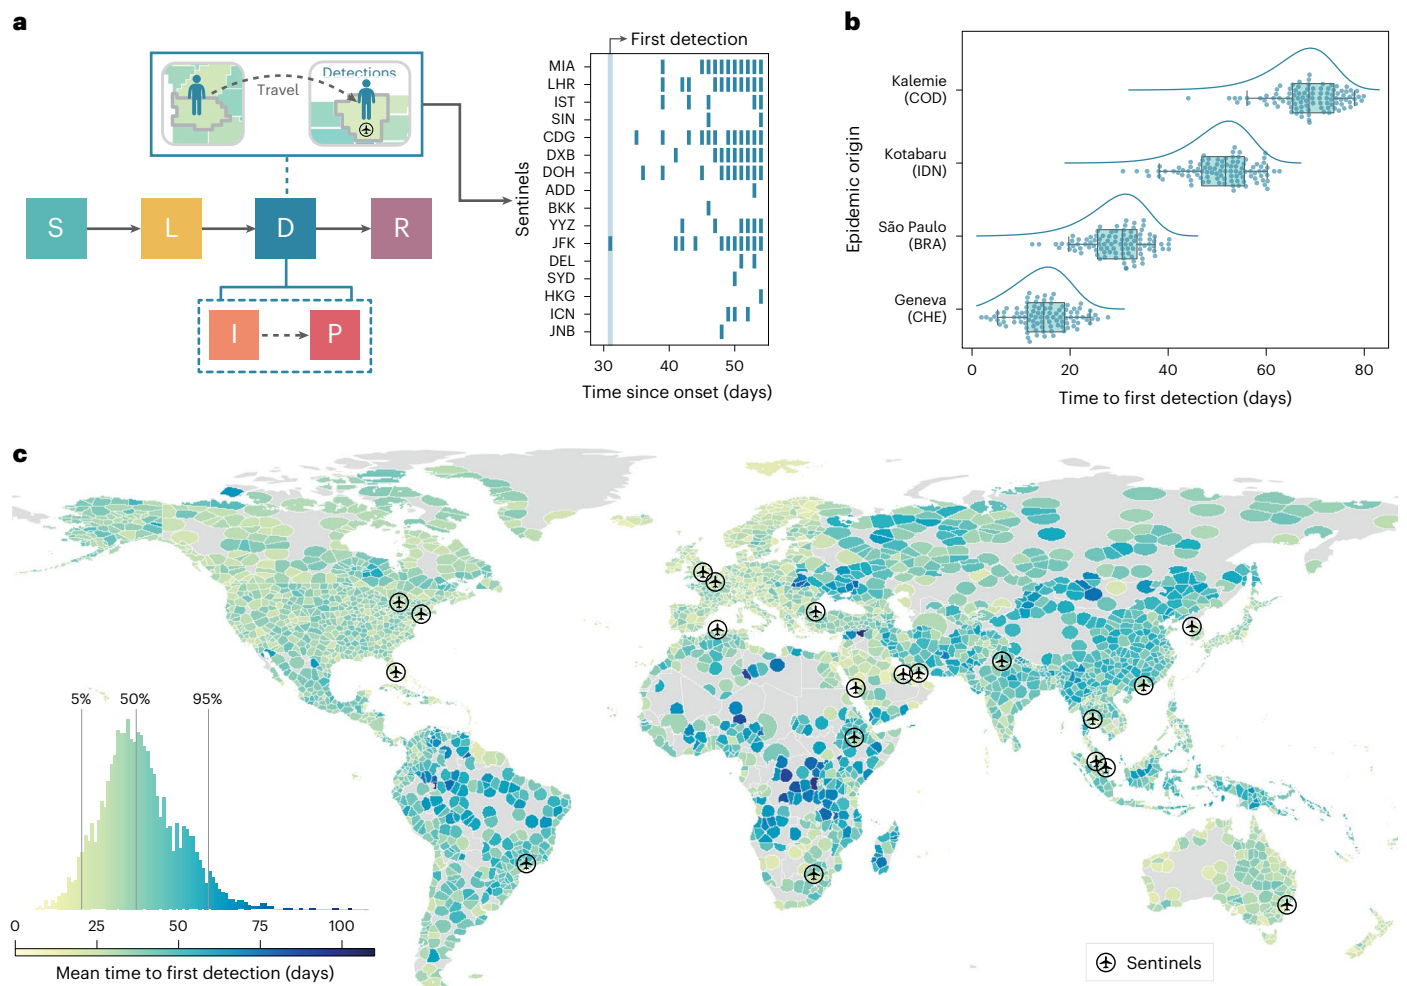 a
Detections
Travel
S
L
D
R
I
P
First detection
Sentinels
MIA
LHR
IST
SIN
CDG
DXB
DOH
ADD
BKK
YYZ
JFK
DEL
SYD
HKG
ICN
JNB
30
40
50
Time since onset (days)
b
Epidemic origin
Kalemie
(COD)
Kotabaru
(IDN)
São Paulo
(BRA)
Geneva
(CHE)
0
20
40
60
80
Time to first detection (days)
c
5%
50%
95%
0
25
50
75
100
Mean time to first detection (days)
Sentinels